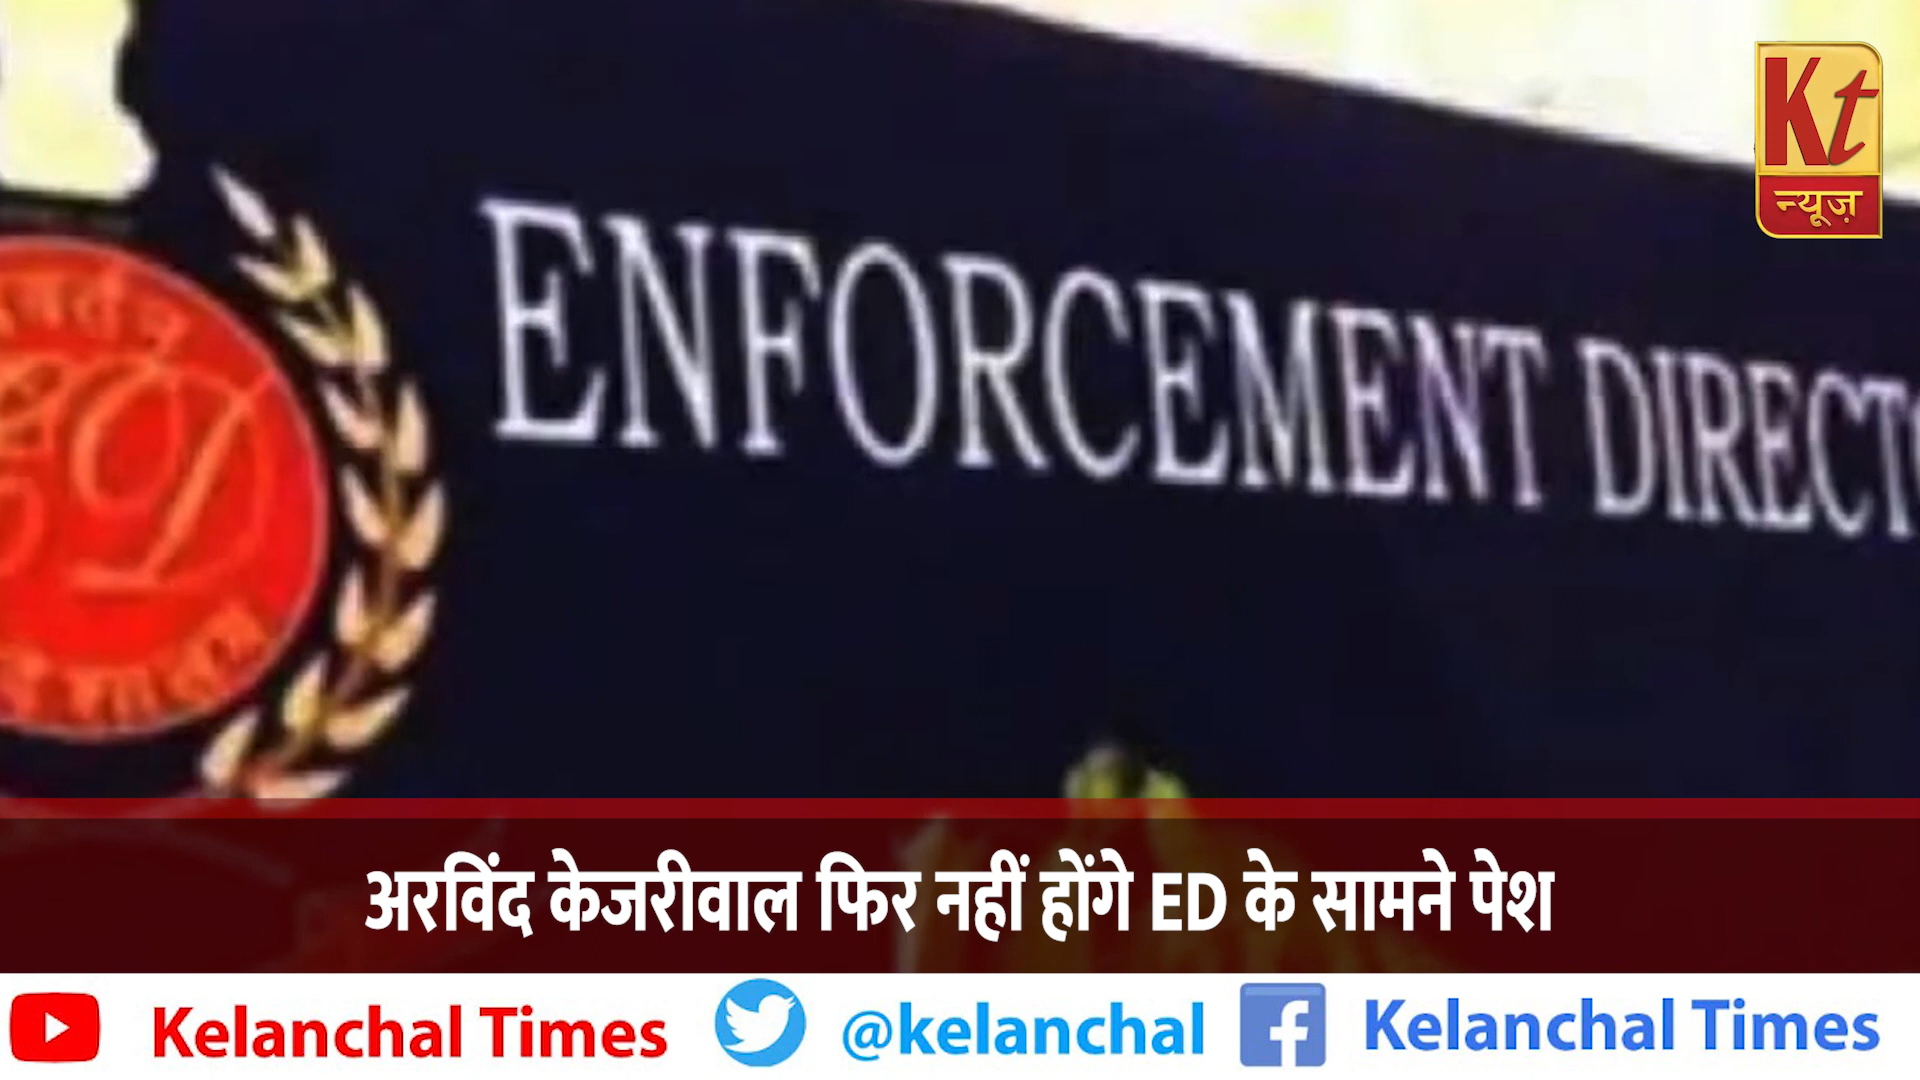 Kt
न्यूज़
ENFORCEMENT DIRECT
अरविंद केजरीवाल फिर नहीं होंगे ED के सामने पेश
Kelanchal Times @kelanchal Kelanchal Times